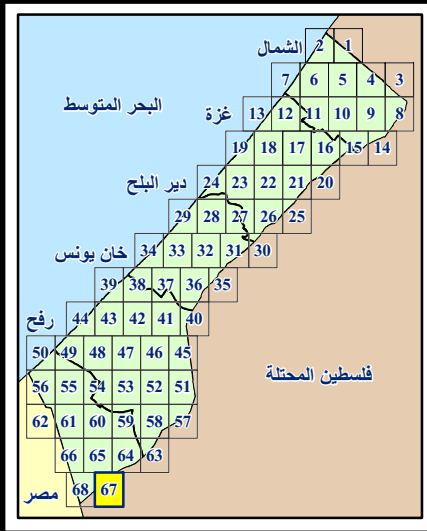 الشمال
2 1
7 6 5 4 3
البحر المتوسط
غزة
13 12 11 10 9 8
19 18 17 16 15 14
دير البلح
24 23 22 21 20
29 28 27 26 25
خان يونس
34 33 32 31 30
39 38 37 36 35
رفح
44 43 42 41 40
50 49 48 47 46 45
فلسطين المحتلة
56 55 54 53 52 51
62 61 60 59 58 57
66 65 64 63
مصر
68 67